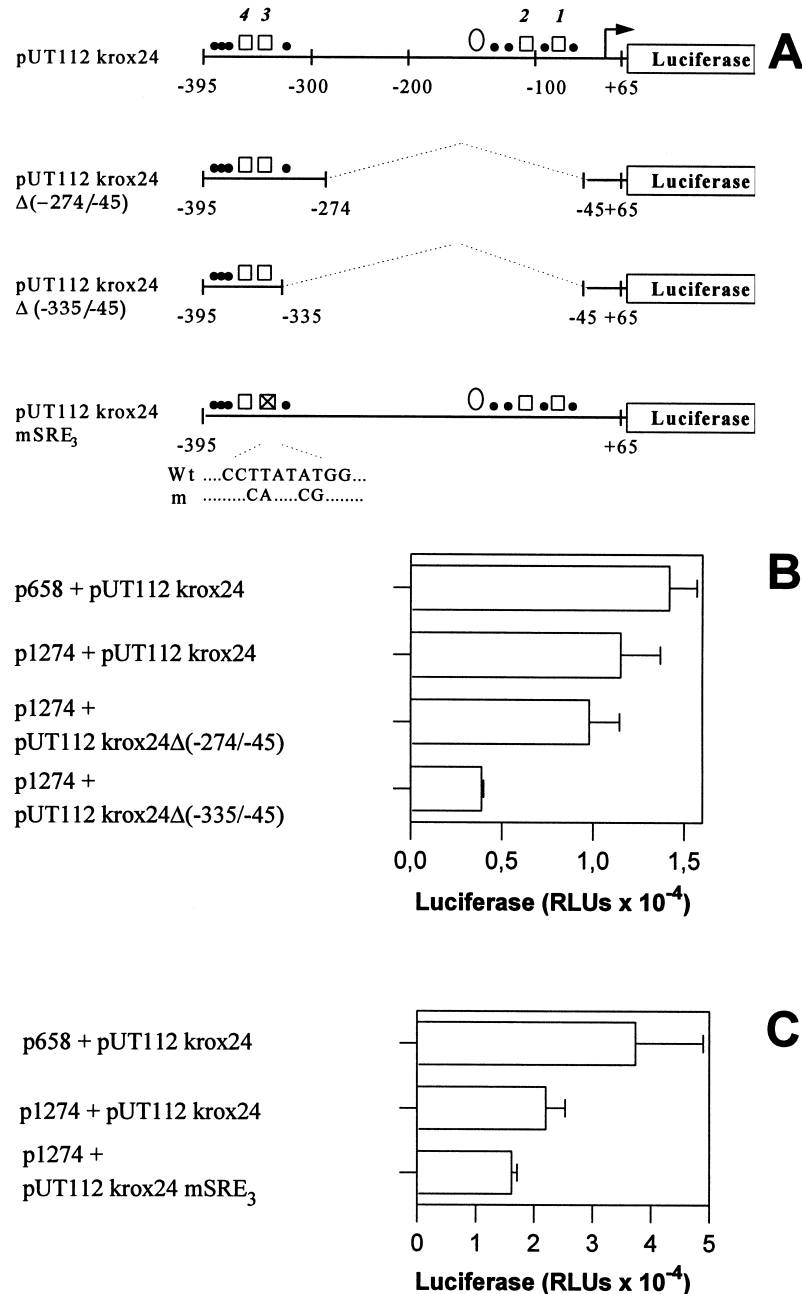 4 3 2 1
pUT112 krox24 Luciferase A
-395 -300 -200 -100 +65
pUT112 krox24 Luciferase
Δ(−274/-45) -395 -274 -45+65
pUT112 krox24 Luciferase
Δ (-335/-45) -395 -335 -45 +65
pUT112 krox24 Luciferase
mSRE3 -395 +65
Wt ....CCTTATATGG...
m .........CA.....CG........
B
p658 + pUT112 krox24
p1274 + pUT112 krox24
p1274 +
pUT112 krox24Δ(-274/-45)
p1274 +
pUT112 krox24Δ(-335/-45)
0,0 0,5 1,0 1,5
Luciferase (RLUs x 10-4)
C
p658 + pUT112 krox24
p1274 + pUT112 krox24
p1274 +
pUT112 krox24 mSRE3
0 1 2 3 4 5
Luciferase (RLUs x 10-4)